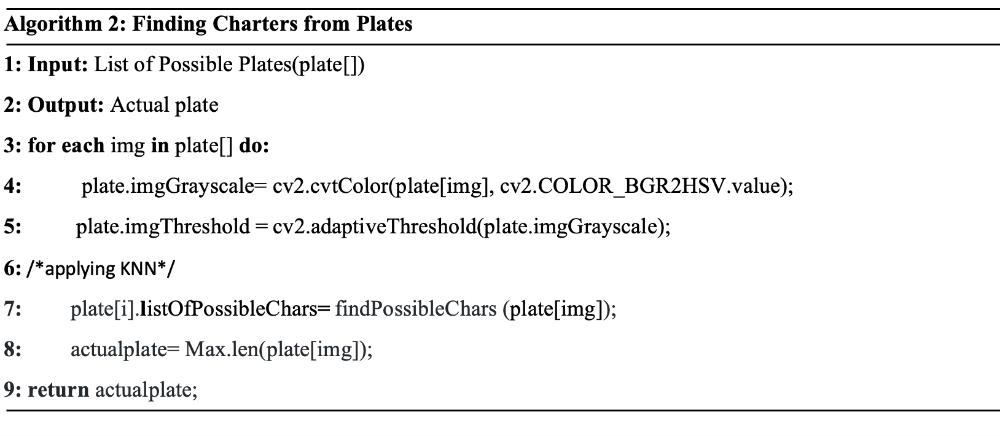 Algorithm 2: Finding Charters from Plates
1: Input: List of Possible Plates(plate[])
2: Output: Actual plate
3: for each img in plate[] do:
4: plate.imgGrayscale= cv2.cvtColor(plate[img], cv2.COLOR_BGR2HSV.value);
5: plate.imgThreshold = cv2.adaptiveThreshold(plate.imgGrayscale);
6: /*applying KNN*/
7: plate[i].listOfPossibleChars= findPossibleChars (plate[img]);
8: actualplate= Max.len(plate[img]);
9: return actualplate;